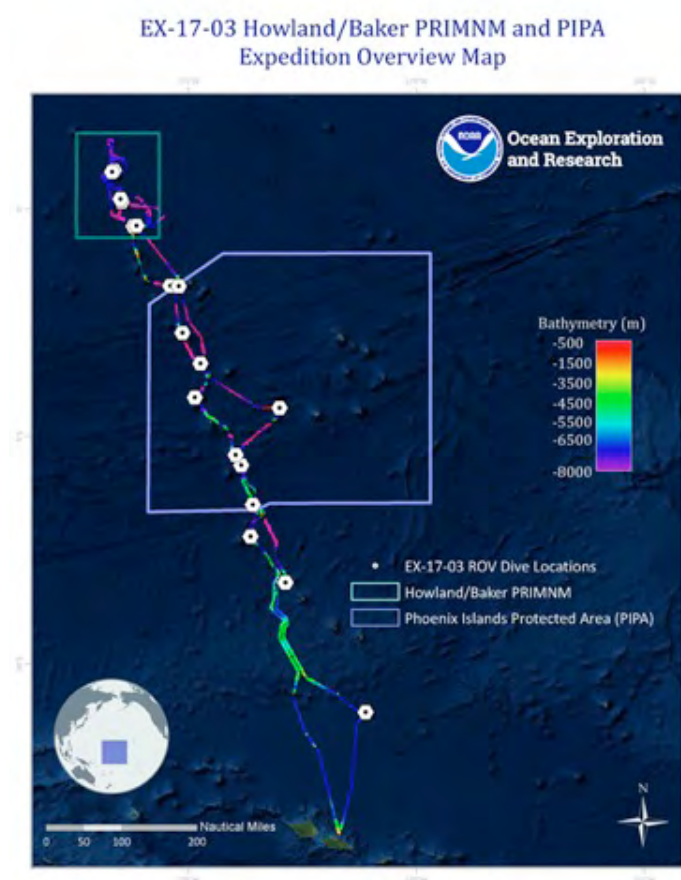 EX-17-03 Howland/Baker PRIMNM and PIPA
Expedition Overview Map
NOAA
Ocean Exploration
and Research
Bathymetry (m)
-500
-1500
-3500
-4500
-5500
-6500
-8000
EX-17-03 ROV Dive Locations
Howland/Baker PRIMNM
Phoenix Islands Protected Area (PIPA)
N
Nautical Miles
0 50 100 200